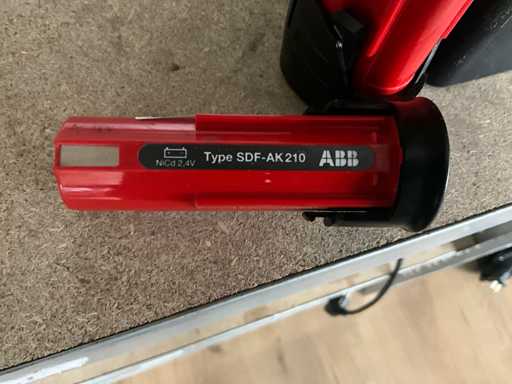 NiCd 2,4V
Type SDF-AK210
ABB